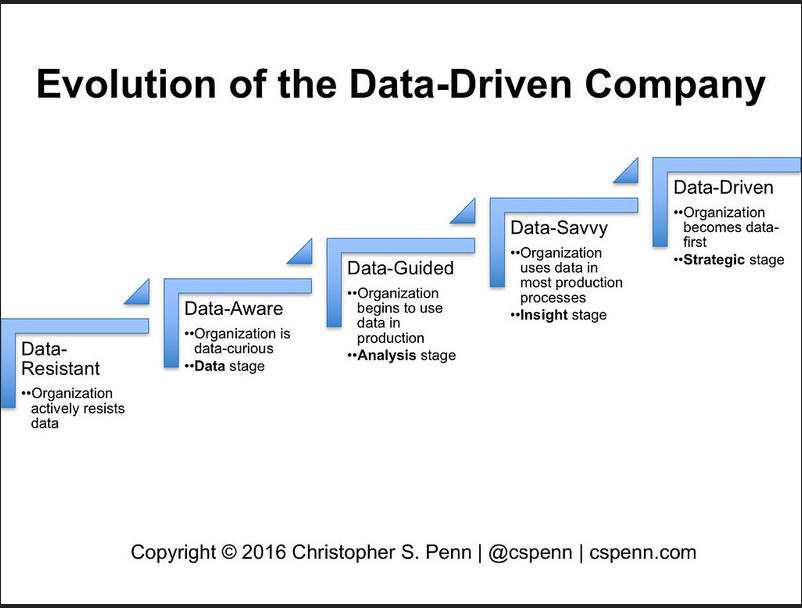 Evolution of the Data-Driven Company
Data-
Resistant
••Organization
actively resists
data
Data-Aware
••Organization is
data-curious
••Data stage
Data-Guided
••Organization
begins to use
data in
production
••Analysis stage
Data-Savvy
••Organization
uses data in
most production
processes
••Insight stage
Data-Driven
••Organization
becomes data-
first
••Strategic stage
Copyright © 2016 Christopher S. Penn | @cspenn | cspenn.com